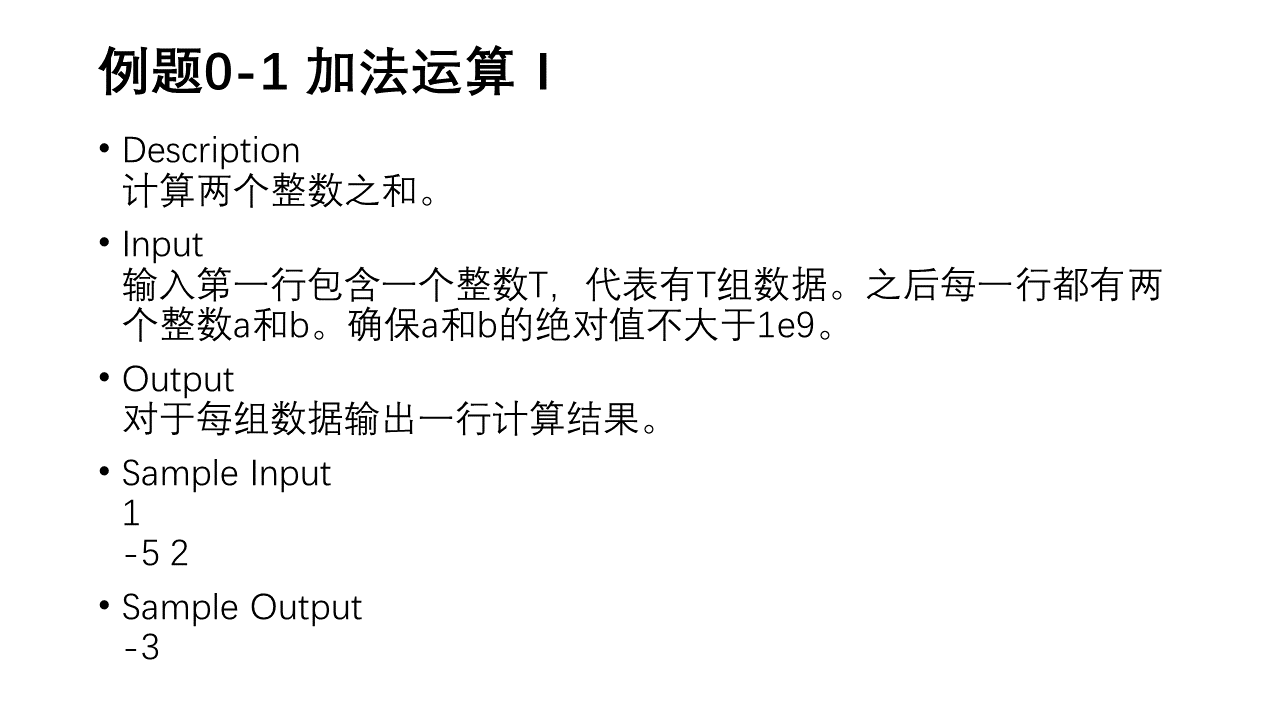 例题0-1 加法运算 I
• Description
计算两个整数之和。
• Input
输入第一行包含一个整数T，代表有T组数据。之后每一行都有两
个整数a和b。确保a和b的绝对值不大于1e9。
• Output
对于每组数据输出一行计算结果。
• Sample Input
1
-5 2
• Sample Output
-3